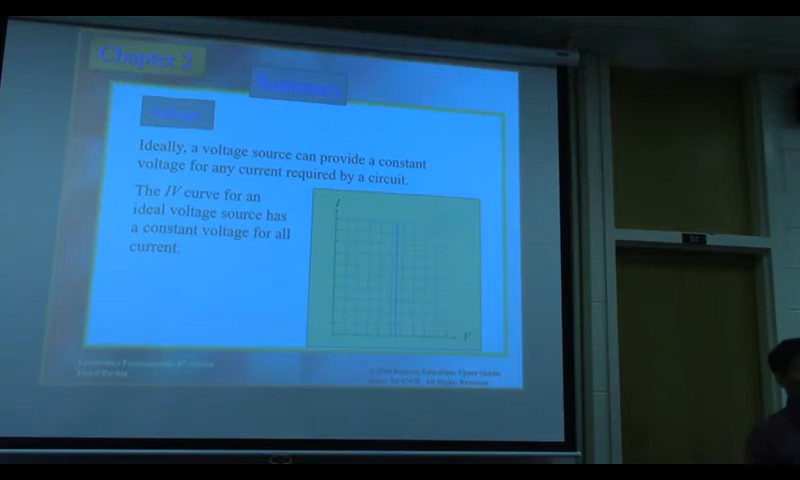 Chapter 2
Summary
Ideally, a voltage source can provide a constant
voltage for any current required by a circuit.
The IV curve for an
ideal voltage source has
a constant voltage for all
current.
I
V